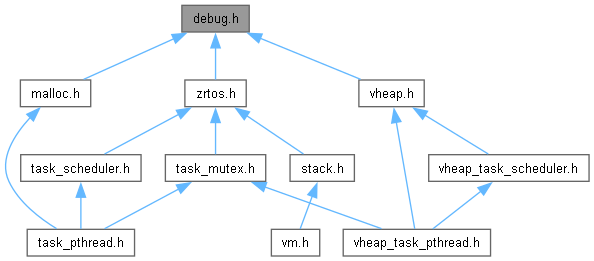 debug.h
malloc.h
zrtos.h
vheap.h
task_scheduler.h
task_mutex.h
stack.h
vheap_task_scheduler.h
task_pthread.h
vm.h
vheap_task_pthread.h